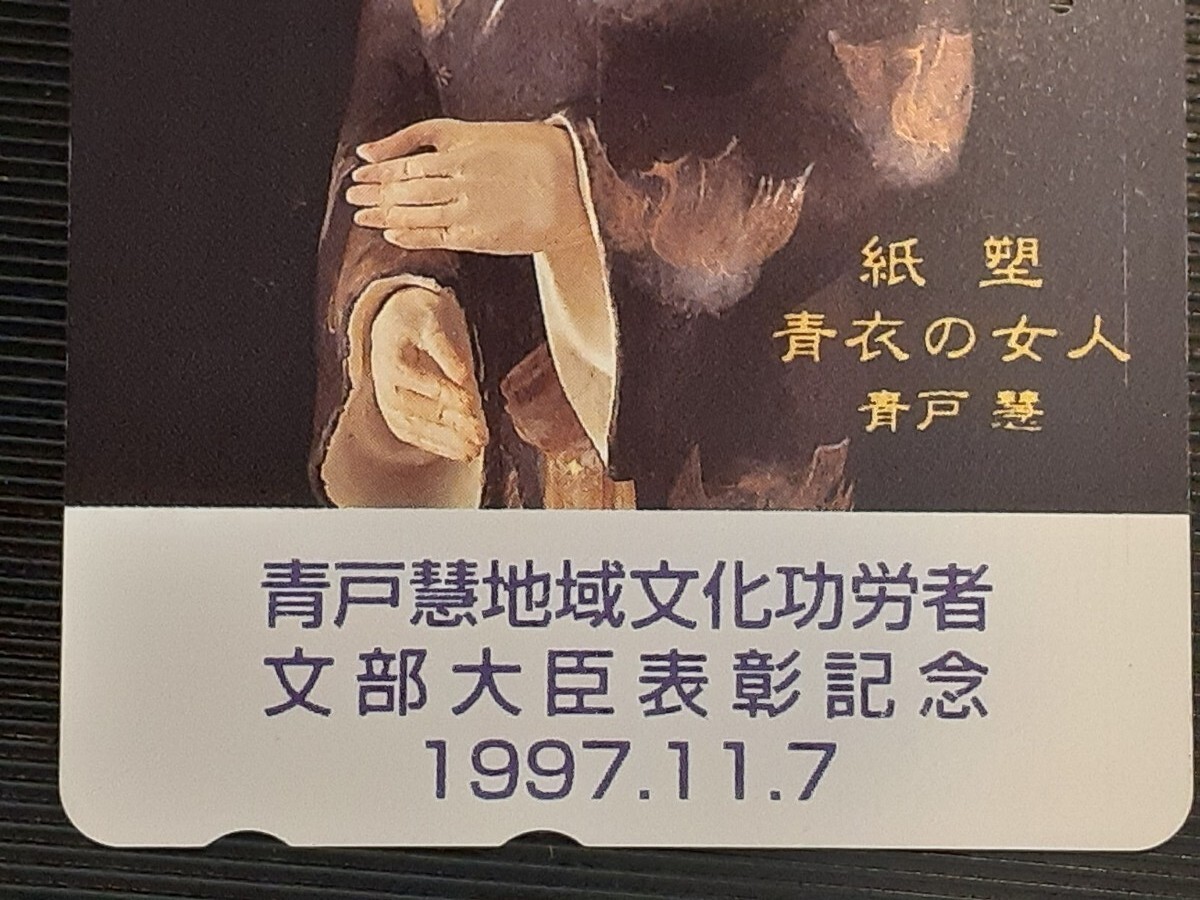 紙 塑
青衣の女人
青戸 慧
青戸慧地域文化功労者
文部大臣表彰記念
1997.11.7